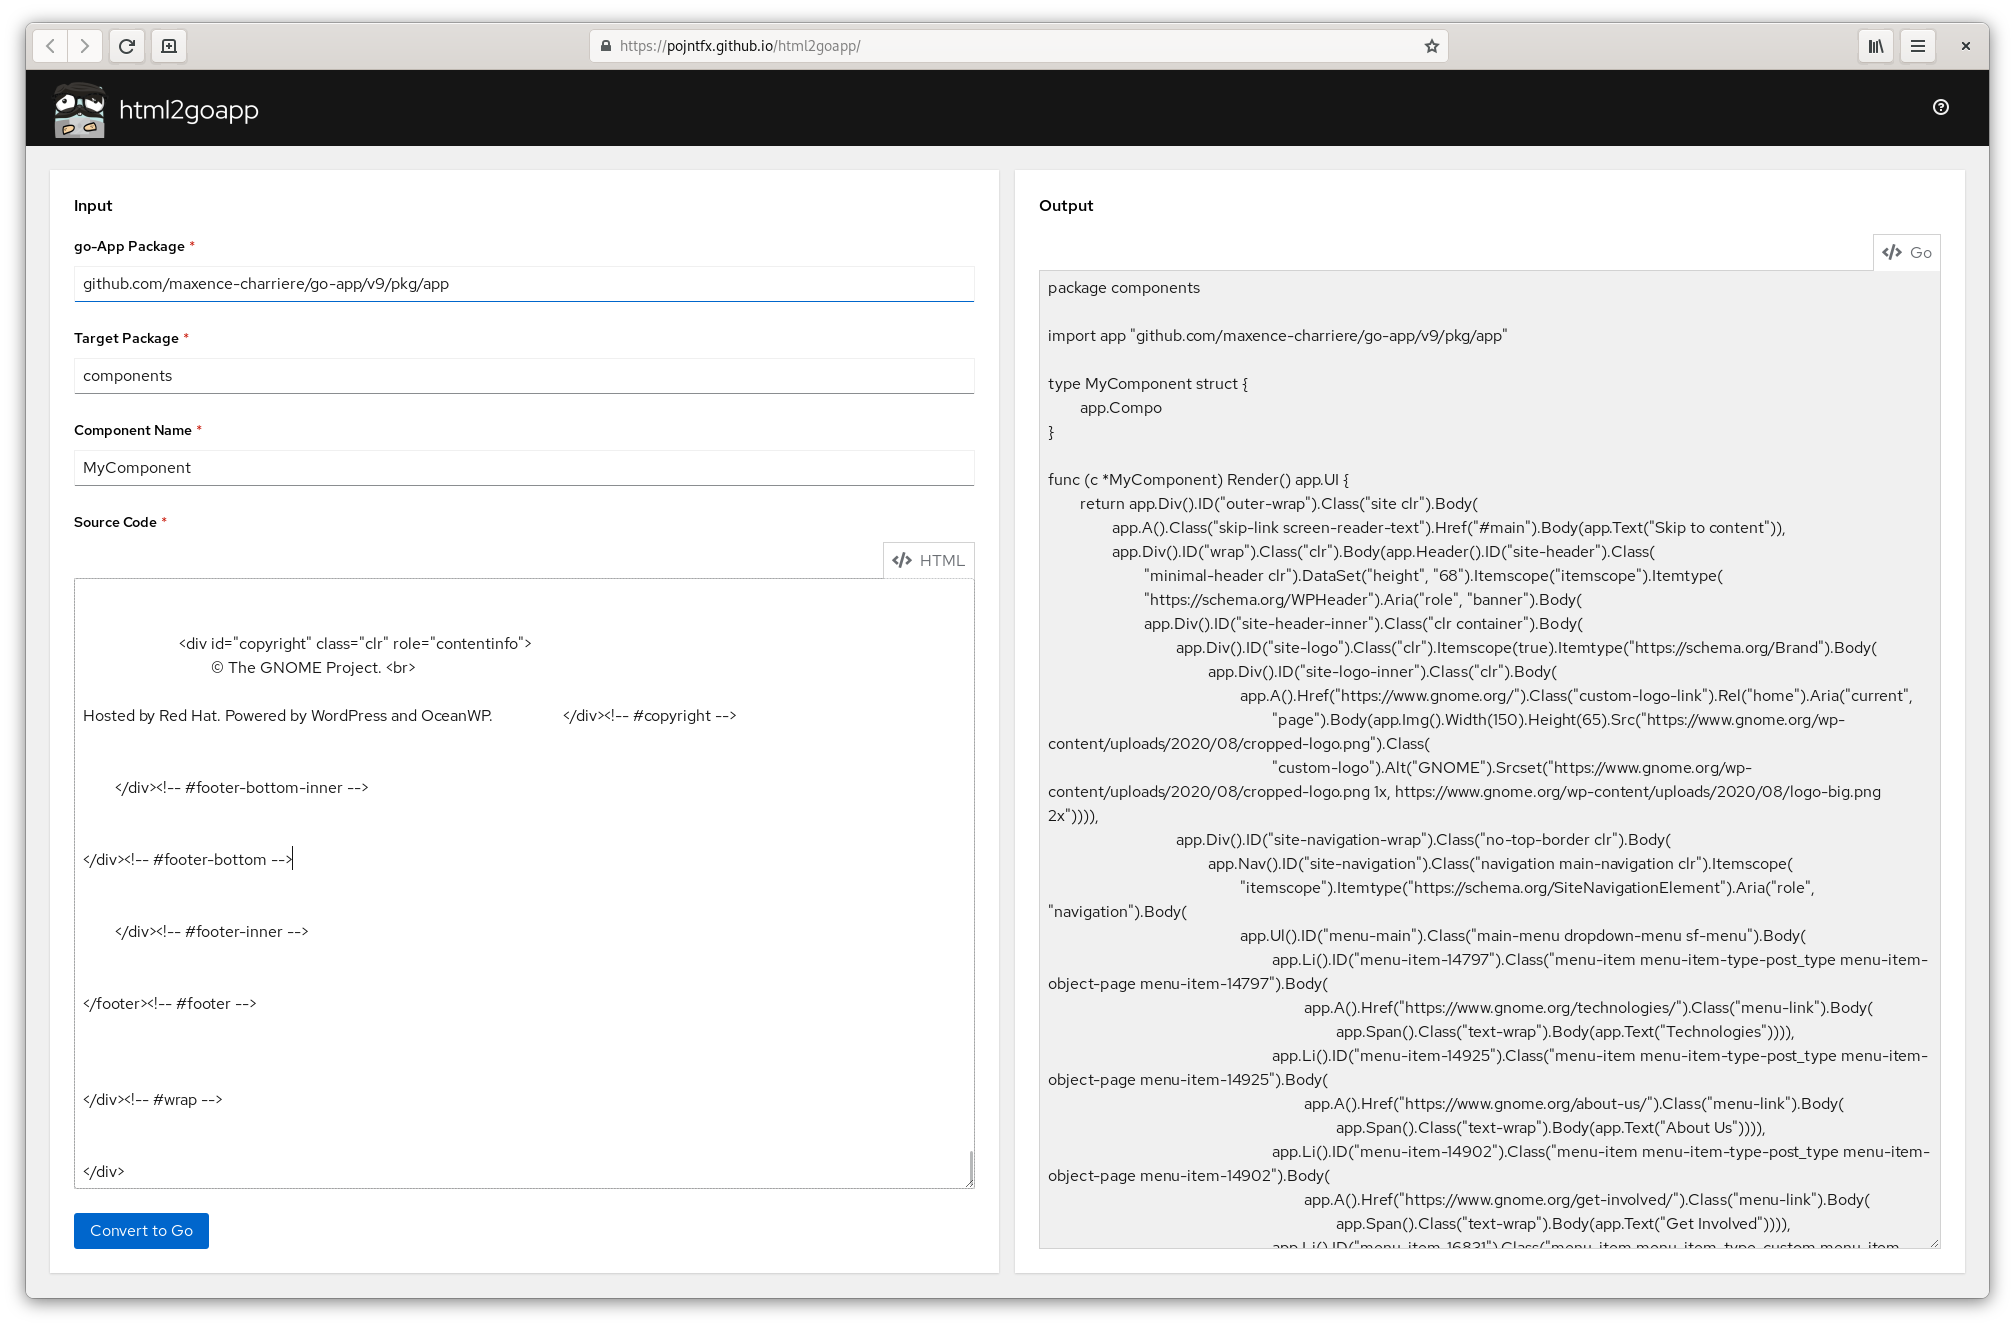 https://pojntfx.github.io/html2goapp/
html2goapp
Input
go-App Package *
github.com/maxence-charriere/go-app/v9/pkg/app
Target Package *
components
Component Name *
MyComponent
Source Code *
</> HTML
<div id="copyright" class="clr" role="contentinfo">
© The GNOME Project. <br>
Hosted by Red Hat. Powered by WordPress and OceanWP. </div><!-- #copyright -->
</div><!-- #footer-bottom-inner -->
</div><!-- #footer-bottom -->
</div><!-- #footer-inner -->
</footer><!-- #footer -->
</div><!-- #wrap -->
</div>
Convert to Go
Output
</> Go
package components
import app "github.com/maxence-charriere/go-app/v9/pkg/app"
type MyComponent struct {
app.Compo
}
func (c *MyComponent) Render() app.UI {
return app.Div().ID("outer-wrap").Class("site clr").Body(
app.A().Class("skip-link screen-reader-text").Href("#main").Body(app.Text("Skip to content")),
app.Div().ID("wrap").Class("clr").Body(app.Header().ID("site-header").Class(
"minimal-header clr").DataSet("height", "68").Itemscope("itemscope").Itemtype(
"https://schema.org/WPHeader").Aria("role", "banner").Body(
app.Div().ID("site-header-inner").Class("clr container").Body(
app.Div().ID("site-logo").Class("clr").Itemscope(true).Itemtype("https://schema.org/Brand").Body(
app.Div().ID("site-logo-inner").Class("clr").Body(
app.A().Href("https://www.gnome.org/").Class("custom-logo-link").Rel("home").Aria("current",
"page").Body(app.Img().Width(150).Height(65).Src("https://www.gnome.org/wp-
content/uploads/2020/08/cropped-logo.png").Class(
"custom-logo").Alt("GNOME").Srcset("https://www.gnome.org/wp-
content/uploads/2020/08/cropped-logo.png 1x, https://www.gnome.org/wp-content/uploads/2020/08/logo-big.png
2x")))),
app.Div().ID("site-navigation-wrap").Class("no-top-border clr").Body(
app.Nav().ID("site-navigation").Class("navigation main-navigation clr").Itemscope(
"itemscope").Itemtype("https://schema.org/SiteNavigationElement").Aria("role",
"navigation").Body(
app.Ul().ID("menu-main").Class("main-menu dropdown-menu sf-menu").Body(
app.Li().ID("menu-item-14797").Class("menu-item menu-item-type-post_type menu-item-
object-page menu-item-14797").Body(
app.A().Href("https://www.gnome.org/technologies/").Class("menu-link").Body(
app.Span().Class("text-wrap").Body(app.Text("Technologies")))),
app.Li().ID("menu-item-14925").Class("menu-item menu-item-type-post_type menu-item-
object-page menu-item-14925").Body(
app.A().Href("https://www.gnome.org/about-us/").Class("menu-link").Body(
app.Span().Class("text-wrap").Body(app.Text("About Us")))),
app.Li().ID("menu-item-14902").Class("menu-item menu-item-type-post_type menu-item-
object-page menu-item-14902").Body(
app.A().Href("https://www.gnome.org/get-involved/").Class("menu-link").Body(
app.Span().Class("text-wrap").Body(app.Text("Get Involved")))),
app.Li().ID("menu-item-16831").Class("menu-item menu-item-type-custom menu-item-